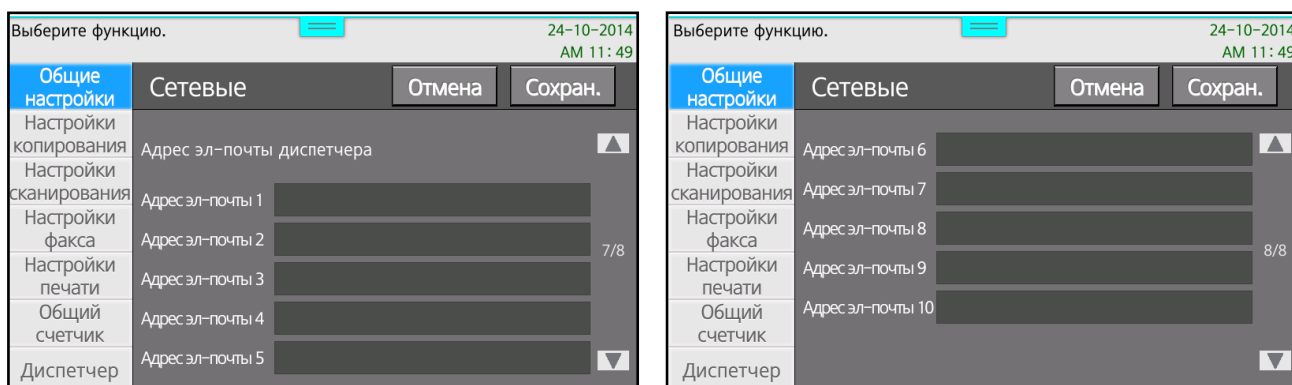 Выберите функцию.
24-10-2014
AM 11:49
Общие
настройки
Сетевые
Отмена
Сохран.
Настройки
копирования
Настройки
сканирования
Настройки
факса
Настройки
печати
Общий
счетчик
Диспетчер
Адрес эл-почты диспетчера
Адрес эл-почты 1
Адрес эл-почты 2
Адрес эл-почты 3
Адрес эл-почты 4
Адрес эл-почты 5
7/8
Выберите функцию.
24-10-2014
AM 11:49
Общие
настройки
Сетевые
Отмена
Сохран.
Настройки
копирования
Настройки
сканирования
Настройки
факса
Настройки
печати
Общий
счетчик
Диспетчер
Адрес эл-почты 6
Адрес эл-почты 7
Адрес эл-почты 8
Адрес эл-почты 9
Адрес эл-почты 10
8/8